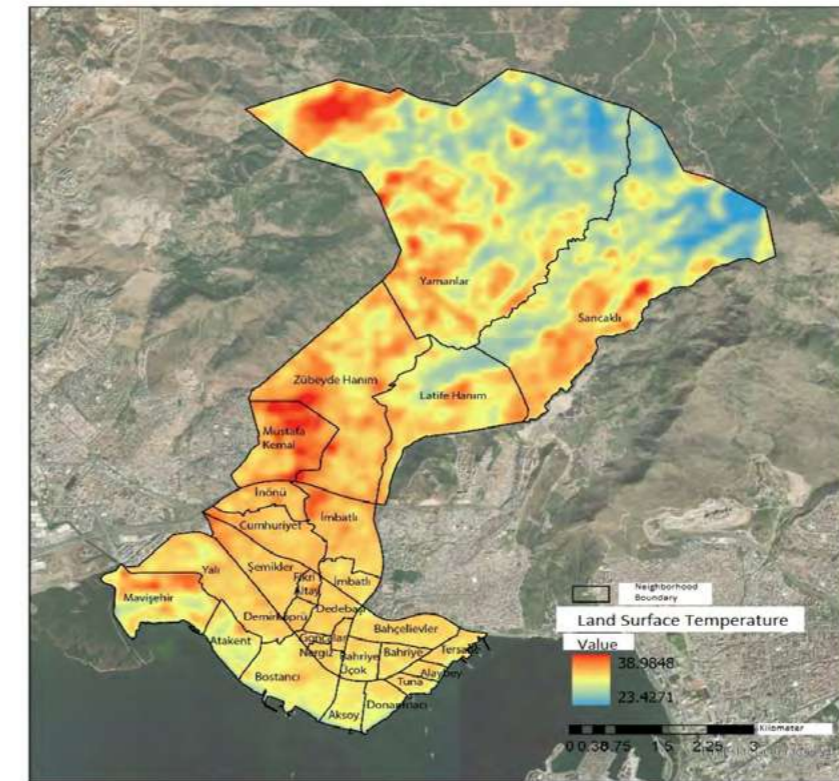 Yamanlar
Sancaklı
Zübeyde Hanım
Latife Hanım
Mustafa
Kemal
İnönü
İmbatlı
Cumhuriyet
Yalı
Şemikler
Fikri
Altay
İmbatlı
Mavişehir
Dedebaşı
Demirköprü
Bahçelievler
Atakent
Goncalar
Nergiz
Bahriye
Üçok
Bahriye
Tersane
Alaybey
Bostancı
Tuna
Donanmacı
Aksoy
Neighborhood
Boundary
Land Surface Temperature
Value
38.9848
23.4271
Kilometer
0 0.38 0.75 1.5 2.25 3